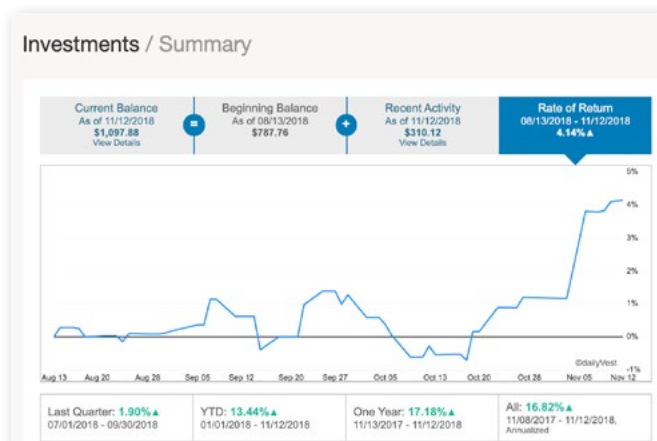 Investments / Summary
Current Balance
As of 11/12/2018
$1,097.88
View Details
=
Beginning Balance
As of 08/13/2018
$787.76
+
Recent Activity
As of 11/12/2018
$310.12
View Details
Rate of Return
08/13/2018 - 11/12/2018
4.14%▲
5%
4%
3%
2%
1%
0%
-1%
©dailyVest
Aug 13 Aug 20 Aug 28 Sep 05 Sep 12 Sep 20 Sep 27 Oct 05 Oct 13 Oct 20 Oct 28 Nov 05 Nov 12
Last Quarter: 1.90%▲
07/01/2018 - 09/30/2018
YTD: 13.44%▲
01/01/2018 - 11/12/2018
One Year: 17.18%▲
11/13/2017 - 11/12/2018
All: 16.82%▲
11/08/2017 - 11/12/2018,
Annualized